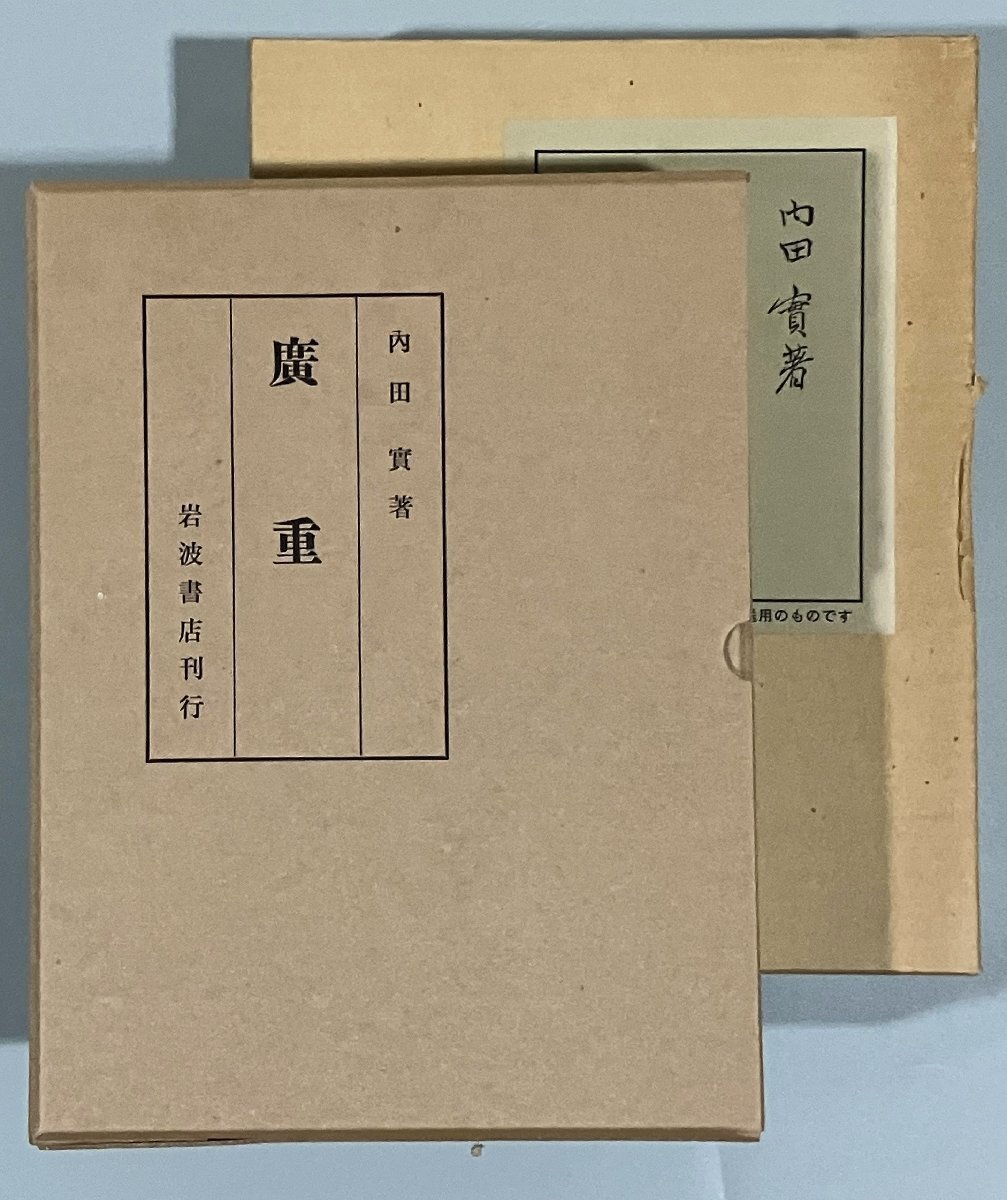 內田實著
廣重
岩波書店刊行
内田實著
用のものです